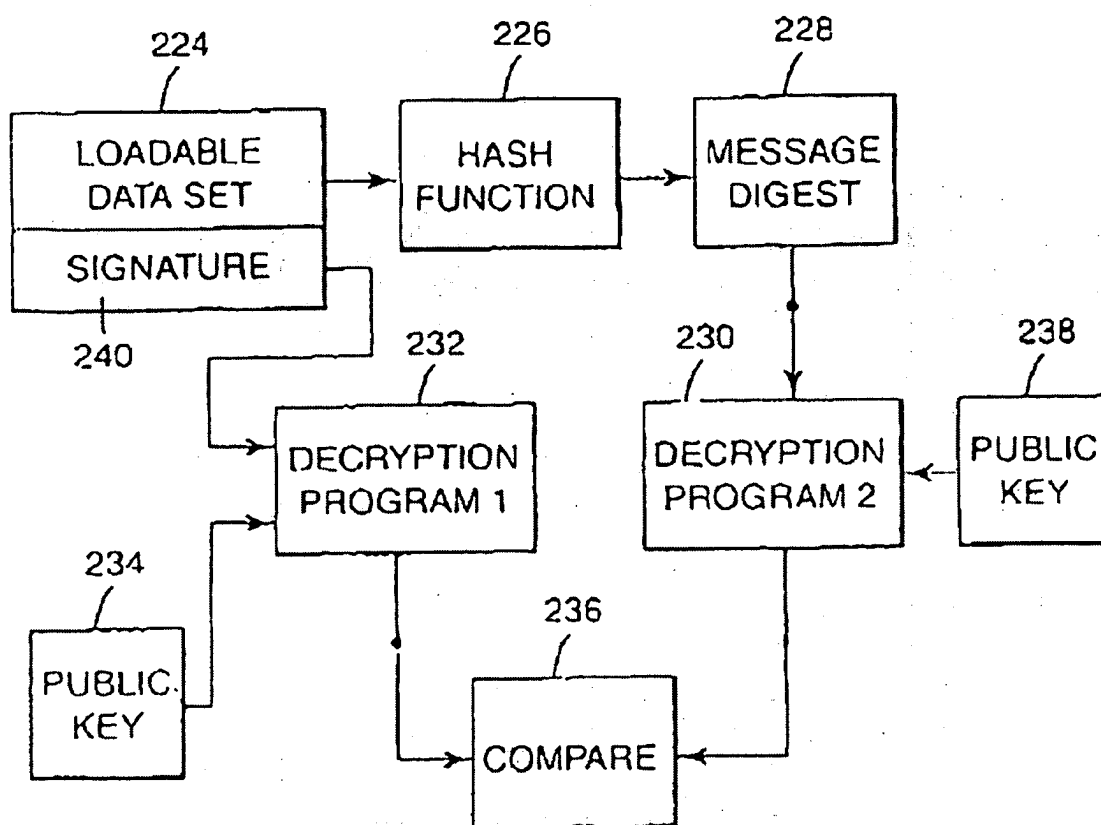 224
226
228
LOADABLE
DATA SET
HASH
FUNCTION
MESSAGE
DIGEST
SIGNATURE
240
232
230
238
DECRYPTION
PROGRAM 1
DECRYPTION
PROGRAM 2
PUBLIC
KEY
234
236
PUBLIC
KEY
COMPARE